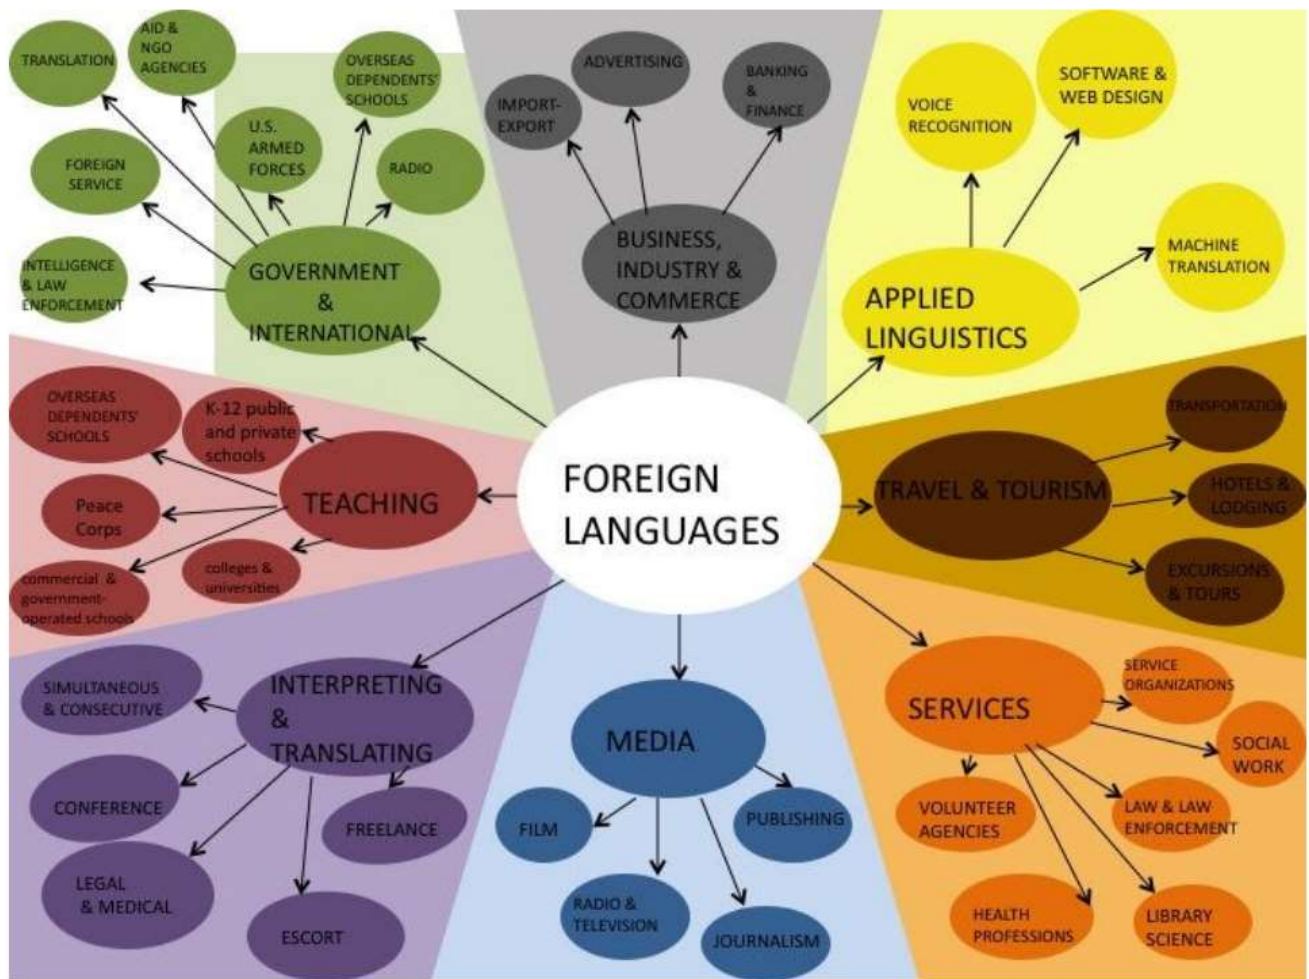 FOREIGN
LANGUAGES
GOVERNMENT
&
INTERNATIONAL
TRANSLATION
AID &
NGO
AGENCIES
OVERSEAS
DEPENDENTS'
SCHOOLS
U.S.
ARMED
FORCES
RADIO
FOREIGN
SERVICE
INTELLIGENCE
& LAW
ENFORCEMENT
BUSINESS,
INDUSTRY &
COMMERCE
IMPORT-
EXPORT
ADVERTISING
BANKING
&
FINANCE
APPLIED
LINGUISTICS
VOICE
RECOGNITION
SOFTWARE &
WEB DESIGN
MACHINE
TRANSLATION
TRAVEL & TOURISM
TRANSPORTATION
HOTELS &
LODGING
EXCURSIONS
& TOURS
SERVICES
SERVICE
ORGANIZATIONS
SOCIAL
WORK
LAW & LAW
ENFORCEMENT
LIBRARY
SCIENCE
HEALTH
PROFESSIONS
VOLUNTEER
AGENCIES
MEDIA
PUBLISHING
JOURNALISM
RADIO &
TELEVISION
FILM
INTERPRETING
&
TRANSLATING
SIMULTANEOUS
& CONSECUTIVE
CONFERENCE
LEGAL
& MEDICAL
ESCORT
FREELANCE
TEACHING
OVERSEAS
DEPENDENTS'
SCHOOLS
K-12 public
and private
schools
Peace
Corps
commercial &
government-
operated schools
colleges &
universities